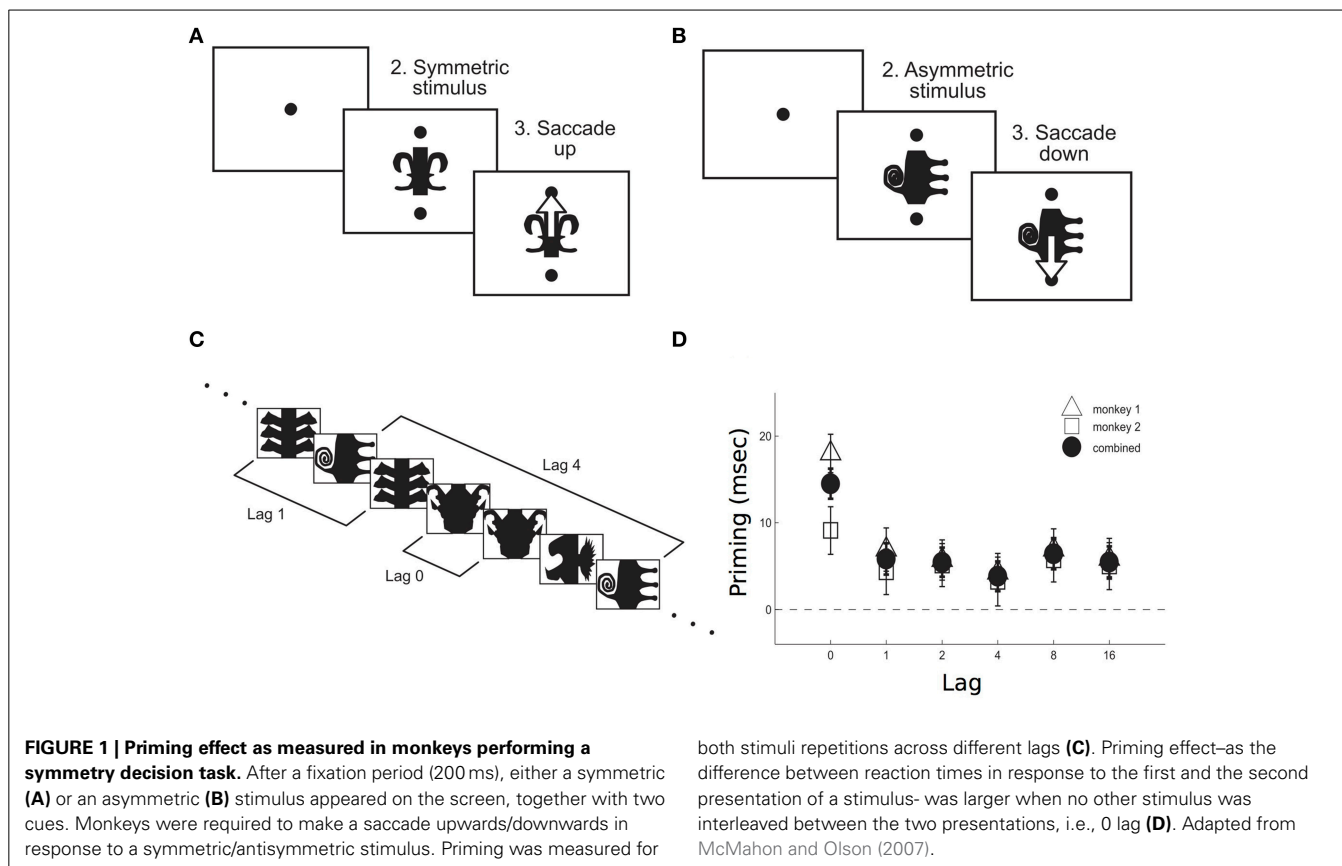 A
2. Symmetric
stimulus
3. Saccade
up
B
2. Asymmetric
stimulus
3. Saccade
down
C
Lag 1
Lag 0
Lag 4
D
Priming (msec)
20
10
0
monkey 1
monkey 2
combined
0 1 2 4 8 16
Lag
FIGURE 1 | Priming effect as measured in monkeys performing a
symmetry decision task. After a fixation period (200 ms), either a symmetric
(A) or an asymmetric (B) stimulus appeared on the screen, together with two
cues. Monkeys were required to make a saccade upwards/downwards in
response to a symmetric/antisymmetric stimulus. Priming was measured for
both stimuli repetitions across different lags (C). Priming effect–as the
difference between reaction times in response to the first and the second
presentation of a stimulus- was larger when no other stimulus was
interleaved between the two presentations, i.e., 0 lag (D). Adapted from
McMahon and Olson (2007).